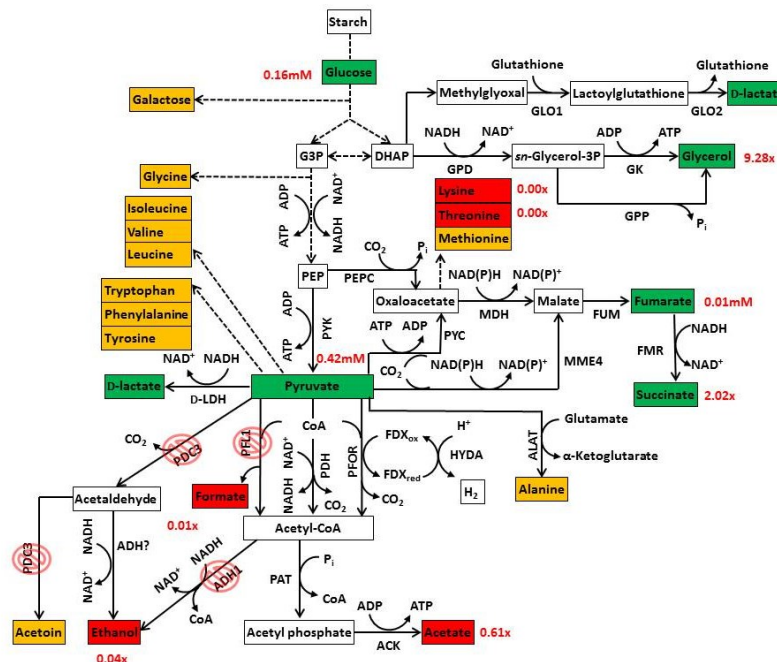 Starch
0.16mM
Glucose
Galactose
Methylglyoxal
Glutathione
GLO1
Lactoylglutathione
Glutathione
GLO2
D-lactate
G3P
DHAP
NADH
NAD+
GPD
sn-Glycerol-3P
ADP
ATP
GK
Glycerol
9.28x
GPP
Pi
Glycine
Isoleucine
Valine
Leucine
ADP
ATP
NAD+
NADH
Lysine
0.00x
Threonine
0.00x
Methionine
Tryptophan
Phenylalanine
Tyrosine
PEP
CO2
Pi
PEPC
Oxaloacetate
NAD(P)H
NAD(P)+
MDH
Malate
FUM
Fumarate
0.01mM
ADP
ATP
PYK
ATP
ADP
PYC
CO2
NAD(P)H
NAD(P)+
MME4
NADH
FMR
NAD+
Succinate
2.02x
0.42mM
Pyruvate
D-lactate
NAD+
NADH
D-LDH
CO2
PDC3
PFL1
CoA
NAD+
NADH
PDH
CO2
PFOR
FDXox
FDXred
CO2
H+
HYDA
H2
Glutamate
ALAT
α-Ketoglutarate
Alanine
Formate
0.01x
Acetaldehyde
Acetyl-CoA
PDC3
NADH
NAD+
ADH?
NADH
NAD+
ADH1
CoA
PAT
Pi
CoA
Acetoin
Ethanol
0.04x
Acetyl phosphate
ADP
ATP
ACK
Acetate
0.61x